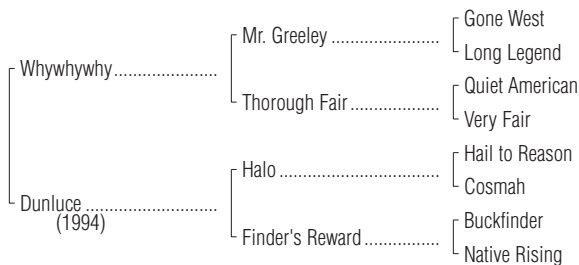 Gone West
Mr. Greeley ........................
Long Legend
Whywhywhy .......................
Quiet American
Thorough Fair ....................
Very Fair
Hail to Reason
Halo ....................................
Cosmah
Dunluce .............................
(1994)
Buckfinder
Finder's Reward .................
Native Rising